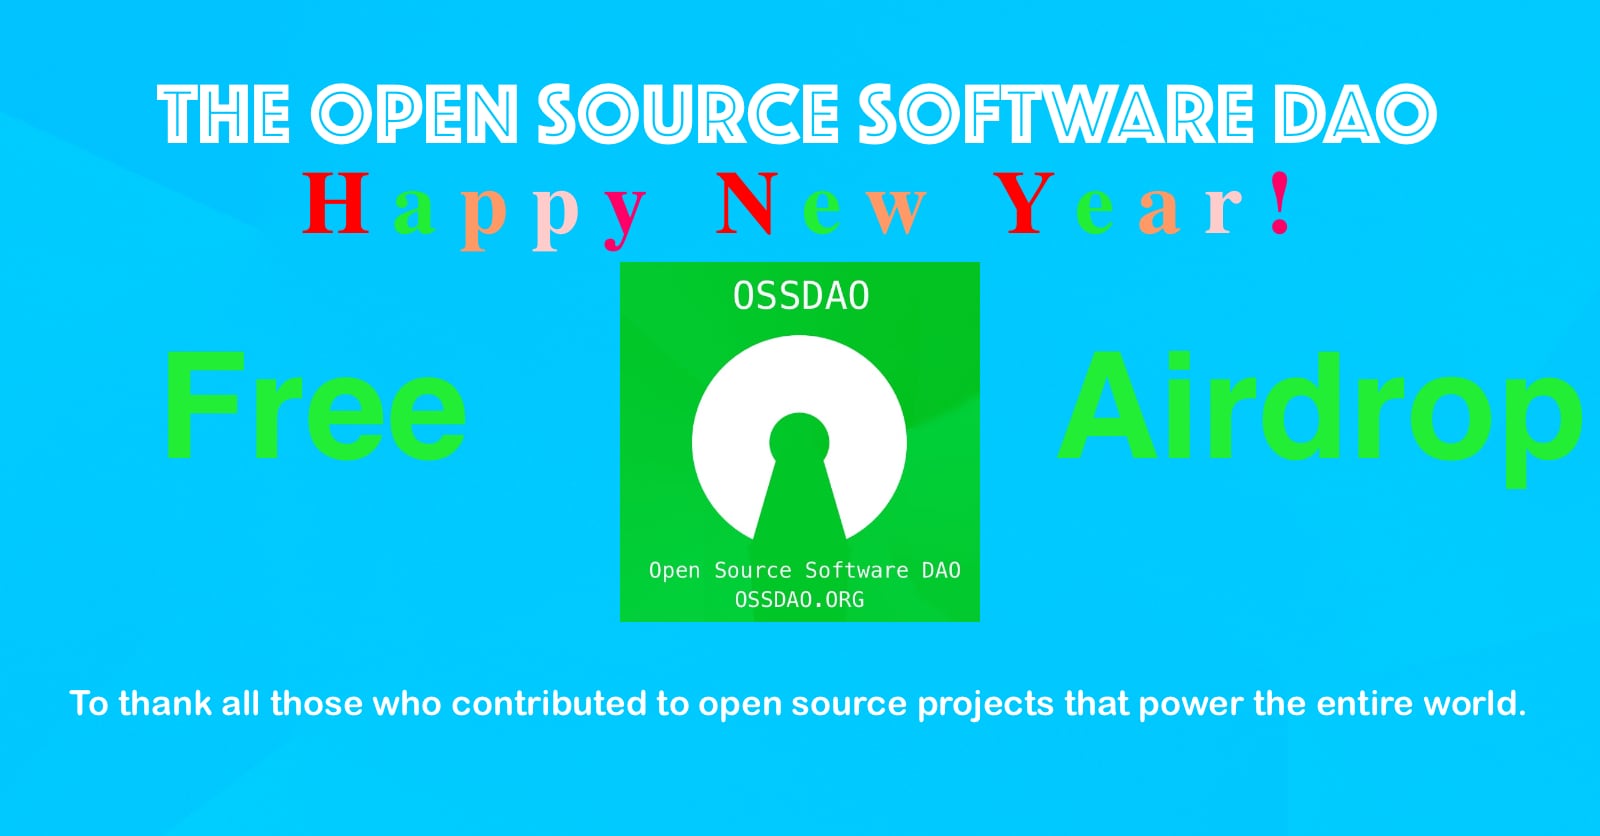 THE OPEN SOURCE SOFTWARE DAO
Happy New Year!
OSSDAO
Free
Airdrop
Open Source Software DAO
OSSDAO.ORG
To thank all those who contributed to open source projects that power the entire world.